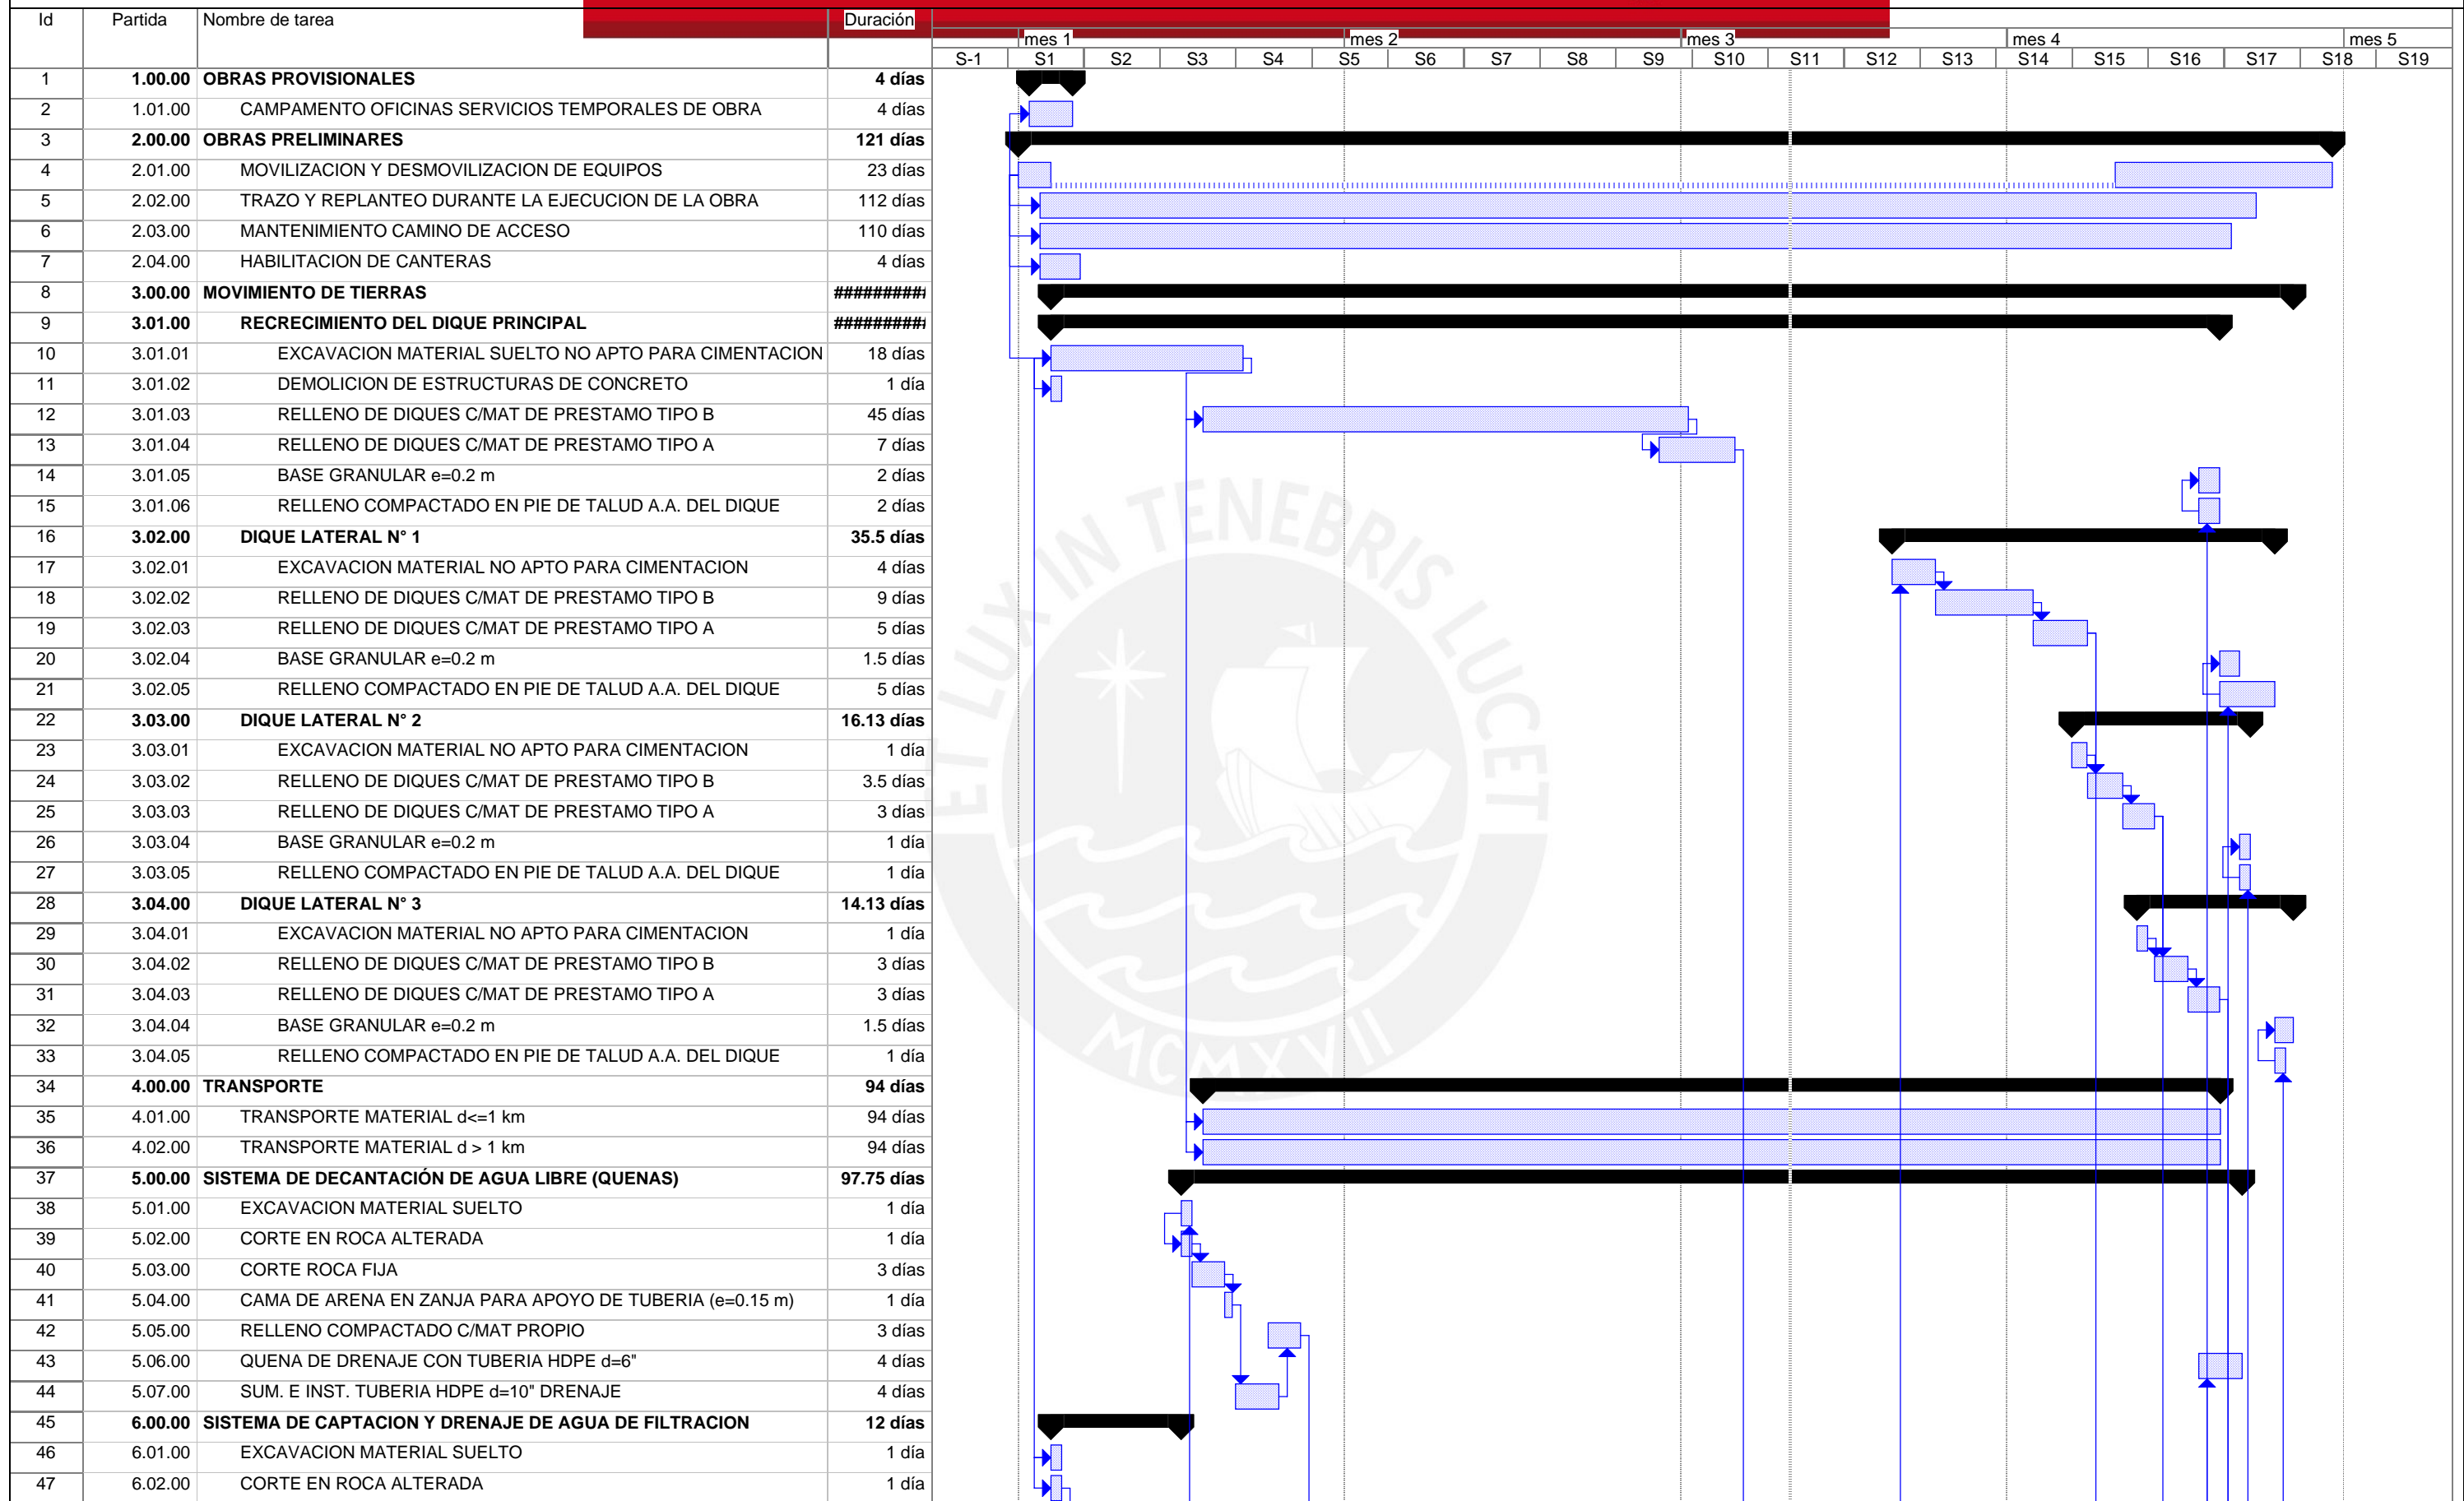 Id Partida Nombre de tarea Duración
mes 1 mes 2 mes 3 mes 4 mes 5
S-1 S1 S2 S3 S4 S5 S6 S7 S8 S9 S10 S11 S12 S13 S14 S15 S16 S17 S18 S19
1 1.00.00 OBRAS PROVISIONALES 4 días
2 1.01.00 CAMPAMENTO OFICINAS SERVICIOS TEMPORALES DE OBRA 4 días
3 2.00.00 OBRAS PRELIMINARES 121 días
4 2.01.00 MOVILIZACION Y DESMOVILIZACION DE EQUIPOS 23 días
5 2.02.00 TRAZO Y REPLANTEO DURANTE LA EJECUCION DE LA OBRA 112 días
6 2.03.00 MANTENIMIENTO CAMINO DE ACCESO 110 días
7 2.04.00 HABILITACION DE CANTERAS 4 días
8 3.00.00 MOVIMIENTO DE TIERRAS ##########
9 3.01.00 RECRECIMIENTO DEL DIQUE PRINCIPAL ##########
10 3.01.01 EXCAVACION MATERIAL SUELTO NO APTO PARA CIMENTACION 18 días
11 3.01.02 DEMOLICION DE ESTRUCTURAS DE CONCRETO 1 día
12 3.01.03 RELLENO DE DIQUES C/MAT DE PRESTAMO TIPO B 45 días
13 3.01.04 RELLENO DE DIQUES C/MAT DE PRESTAMO TIPO A 7 días
14 3.01.05 BASE GRANULAR e=0.2 m 2 días
15 3.01.06 RELLENO COMPACTADO EN PIE DE TALUD A.A. DEL DIQUE 2 días
16 3.02.00 DIQUE LATERAL N° 1 35.5 días
17 3.02.01 EXCAVACION MATERIAL NO APTO PARA CIMENTACION 4 días
18 3.02.02 RELLENO DE DIQUES C/MAT DE PRESTAMO TIPO B 9 días
19 3.02.03 RELLENO DE DIQUES C/MAT DE PRESTAMO TIPO A 5 días
20 3.02.04 BASE GRANULAR e=0.2 m 1.5 días
21 3.02.05 RELLENO COMPACTADO EN PIE DE TALUD A.A. DEL DIQUE 5 días
22 3.03.00 DIQUE LATERAL N° 2 16.13 días
23 3.03.01 EXCAVACION MATERIAL NO APTO PARA CIMENTACION 1 día
24 3.03.02 RELLENO DE DIQUES C/MAT DE PRESTAMO TIPO B 3.5 días
25 3.03.03 RELLENO DE DIQUES C/MAT DE PRESTAMO TIPO A 3 días
26 3.03.04 BASE GRANULAR e=0.2 m 1 día
27 3.03.05 RELLENO COMPACTADO EN PIE DE TALUD A.A. DEL DIQUE 1 día
28 3.04.00 DIQUE LATERAL N° 3 14.13 días
29 3.04.01 EXCAVACION MATERIAL NO APTO PARA CIMENTACION 1 día
30 3.04.02 RELLENO DE DIQUES C/MAT DE PRESTAMO TIPO B 3 días
31 3.04.03 RELLENO DE DIQUES C/MAT DE PRESTAMO TIPO A 3 días
32 3.04.04 BASE GRANULAR e=0.2 m 1.5 días
33 3.04.05 RELLENO COMPACTADO EN PIE DE TALUD A.A. DEL DIQUE 1 día
34 4.00.00 TRANSPORTE 94 días
35 4.01.00 TRANSPORTE MATERIAL d<=1 km 94 días
36 4.02.00 TRANSPORTE MATERIAL d > 1 km 94 días
37 5.00.00 SISTEMA DE DECANTACIÓN DE AGUA LIBRE (QUENAS) 97.75 días
38 5.01.00 EXCAVACION MATERIAL SUELTO 1 día
39 5.02.00 CORTE EN ROCA ALTERADA 1 día
40 5.03.00 CORTE ROCA FIJA 3 días
41 5.04.00 CAMA DE ARENA EN ZANJA PARA APOYO DE TUBERIA (e=0.15 m) 1 día
42 5.05.00 RELLENO COMPACTADO C/MAT PROPIO 3 días
43 5.06.00 QUENA DE DRENAJE CON TUBERIA HDPE d=6" 4 días
44 5.07.00 SUM. E INST. TUBERIA HDPE d=10" DRENAJE 4 días
45 6.00.00 SISTEMA DE CAPTACION Y DRENAJE DE AGUA DE FILTRACION 12 días
46 6.01.00 EXCAVACION MATERIAL SUELTO 1 día
47 6.02.00 CORTE EN ROCA ALTERADA 1 día
ET LUX IN TENEBRIS LUCET
MCMXVII